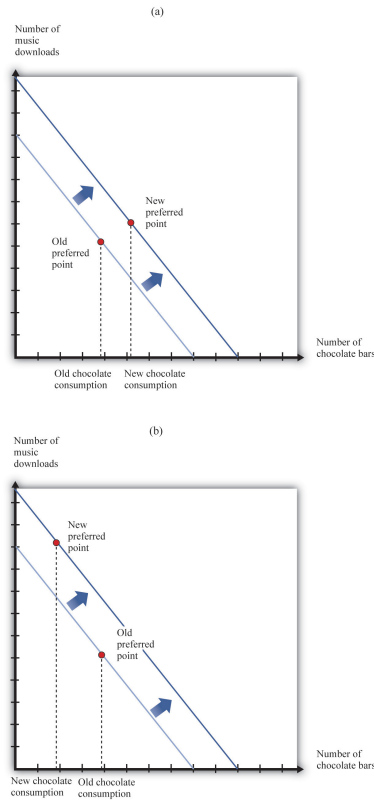 (a)
Number of
music
downloads
New
preferred
point
Old
preferred
point
Number of
chocolate bars
Old chocolate
consumption
New chocolate
consumption
(b)
Number of
music
downloads
New
preferred
point
Old
preferred
point
Number of
chocolate bars
New chocolate
consumption
Old chocolate
consumption